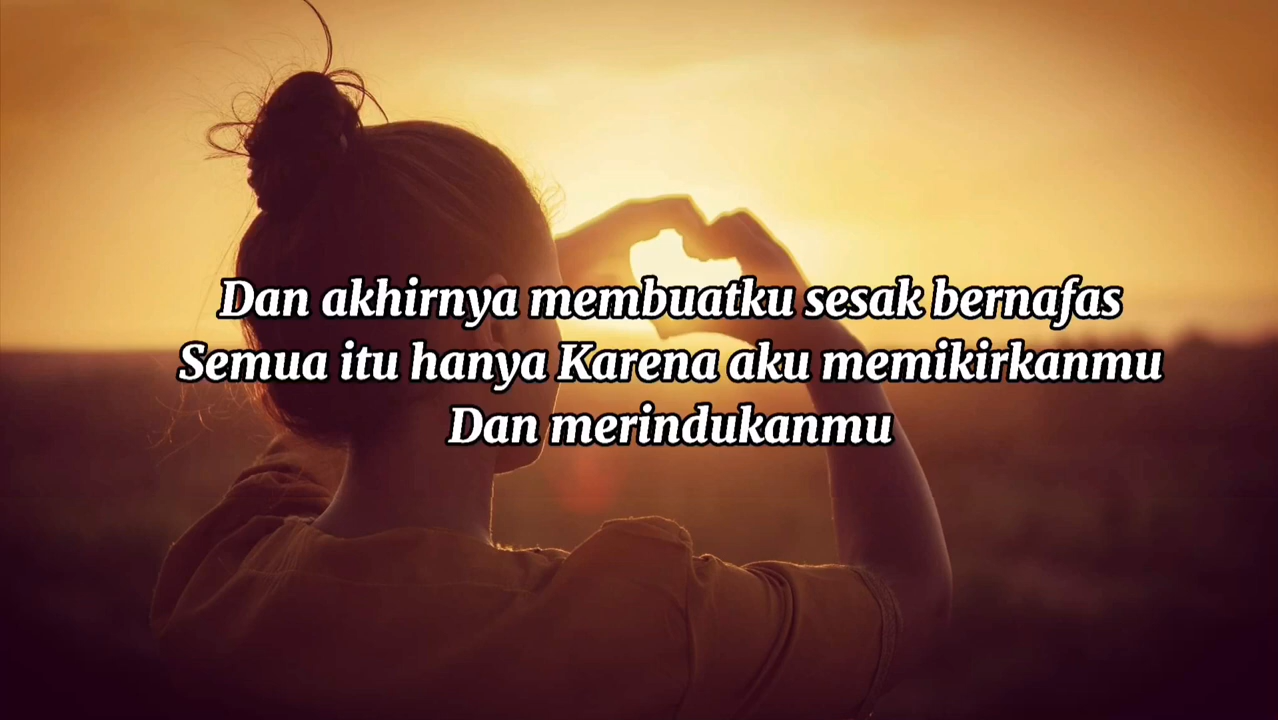 Dan akhirnya membuatku sesak bernafas
Semua itu hanya Karena aku memikirkanmu
Dan merindukanmu